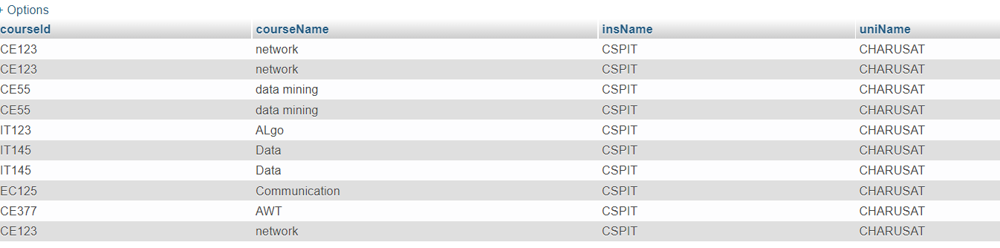 + Options
courseId courseName insName uniName
CE123 network CSPIT CHARUSAT
CE123 network CSPIT CHARUSAT
CE55 data mining CSPIT CHARUSAT
CE55 data mining CSPIT CHARUSAT
IT123 ALgo CSPIT CHARUSAT
IT145 Data CSPIT CHARUSAT
IT145 Data CSPIT CHARUSAT
EC125 Communication CSPIT CHARUSAT
CE377 AWT CSPIT CHARUSAT
CE123 network CSPIT CHARUSAT